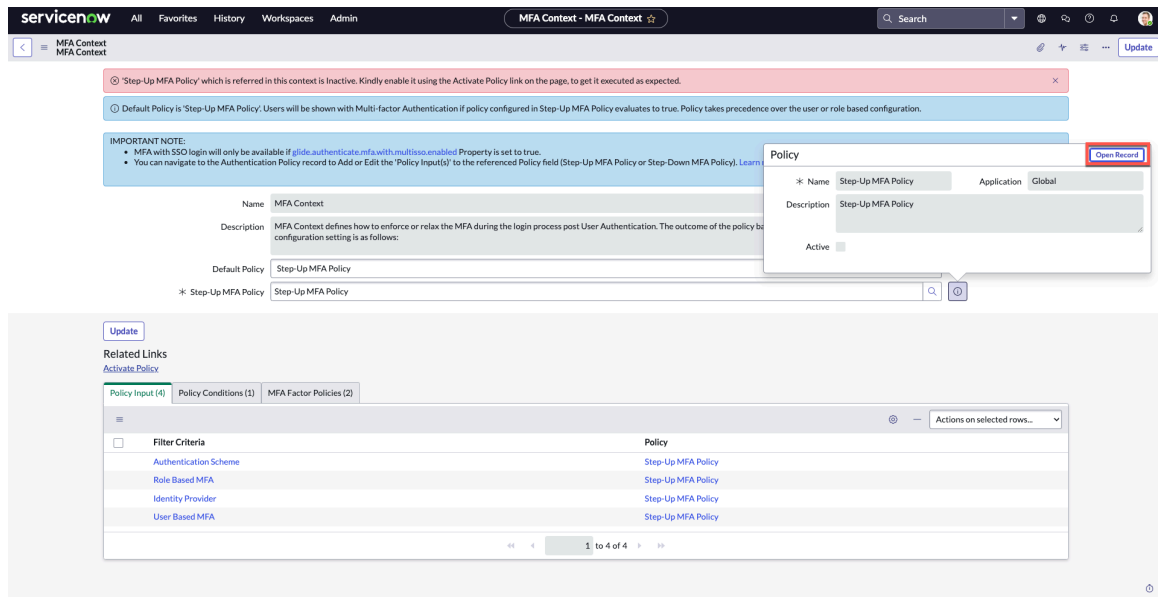 servicenow All Favorites History Workspaces Admin MFA Context - MFA Context Search
MFA Context
MFA Context
Update
'Step-Up MFA Policy' which is referred in this context is Inactive. Kindly enable it using the Activate Policy link on the page, to get it executed as expected.
Default Policy is 'Step-Up MFA Policy'. Users will be shown with Multi-factor Authentication if policy configured in Step-Up MFA Policy evaluates to true. Policy takes precedence over the user or role based configuration.
IMPORTANT NOTE:
• MFA with SSO login will only be available if glide.authenticate.mfa.with.multisso.enabled Property is set to true.
• You can navigate to the Authentication Policy record to Add or Edit the 'Policy Input(s)' to the referenced Policy field (Step-Up MFA Policy or Step-Down MFA Policy). Learn
Policy Open Record
Name Step-Up MFA Policy Application Global
Description Step-Up MFA Policy
Active
Name MFA Context
Description MFA Context defines how to enforce or relax the MFA during the login process post User Authentication. The outcome of the policy ba
configuration setting is as follows:
Default Policy Step-Up MFA Policy
Step-Up MFA Policy Step-Up MFA Policy
Update
Related Links
Activate Policy
Policy Input (4) Policy Conditions (1) MFA Factor Policies (2)
Actions on selected rows...
Filter Criteria Policy
Authentication Scheme Step-Up MFA Policy
Role Based MFA Step-Up MFA Policy
Identity Provider Step-Up MFA Policy
User Based MFA Step-Up MFA Policy
1 to 4 of 4